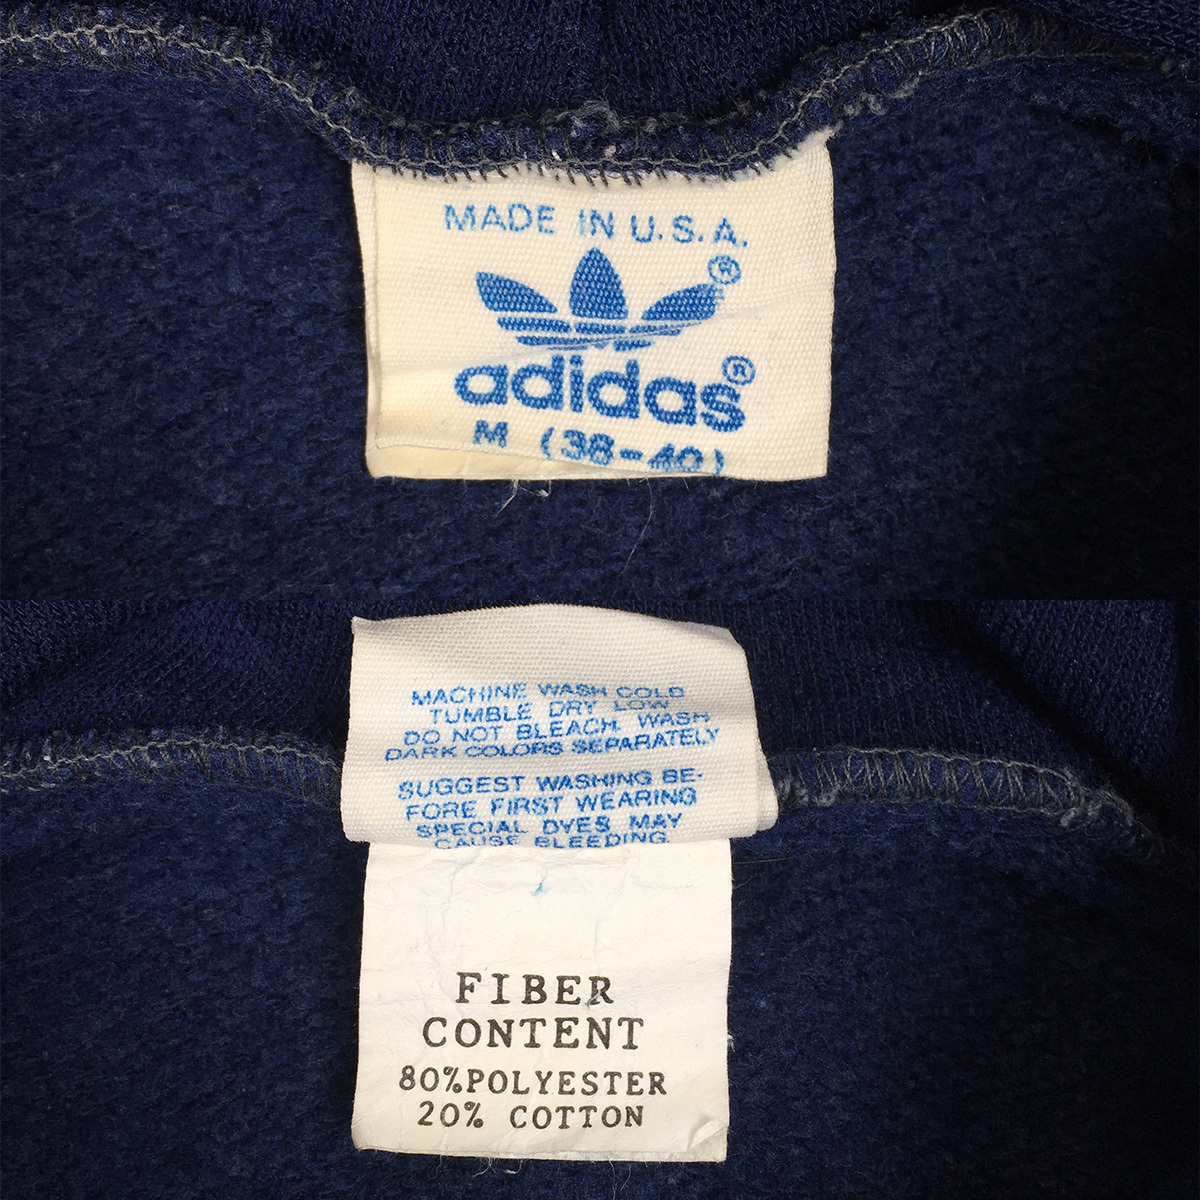 MADE IN U.S.A.
®
adidas®
M (38-40)
MACHINE WASH COLD
TUMBLE DRY LOW
DO NOT BLEACH. WASH
DARK COLORS SEPARATELY
SUGGEST WASHING BE-
FORE FIRST WEARING
SPECIAL DYES MAY
CAUSE BLEEDING.
FIBER
CONTENT
80%POLYESTER
20% COTTON